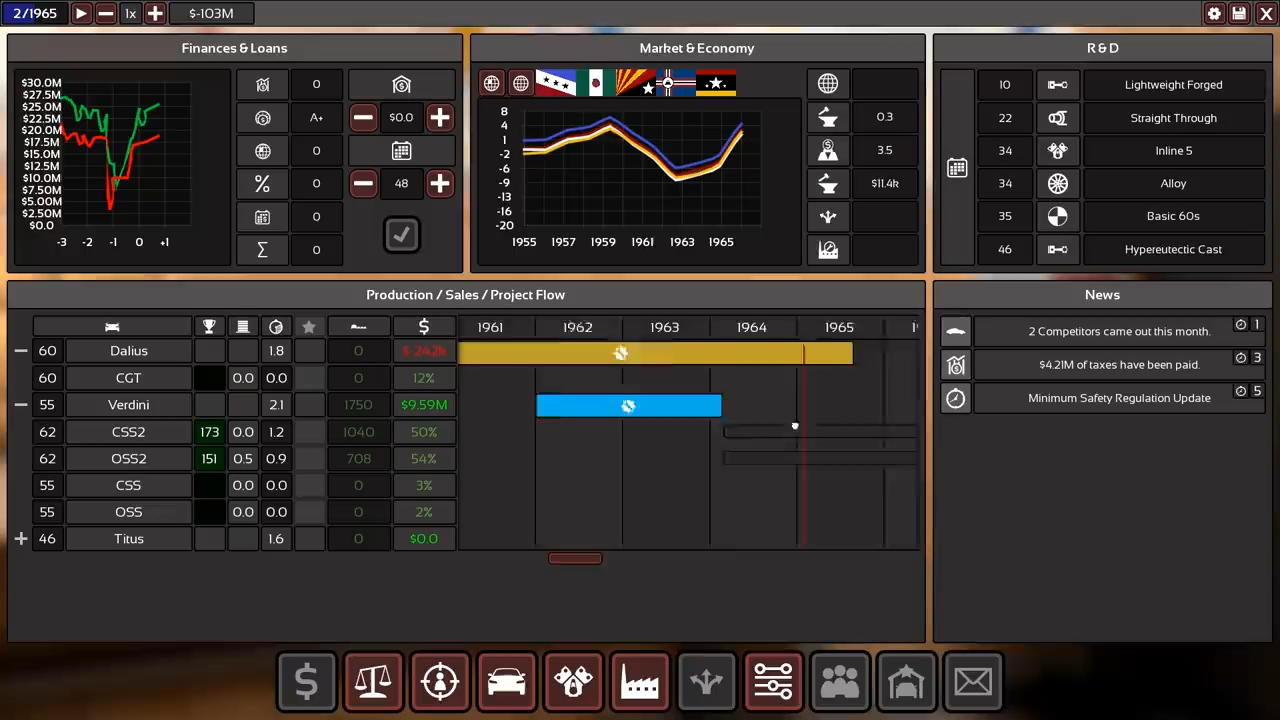 2/1965 1x $-103M
Finances & Loans
$30.0M
$27.5M
$25.0M
$22.5M
$20.0M
$17.5M
$15.0M
$12.5M
$10.0M
$7.50M
$5.00M
$2.50M
$0.0
-3 -2 -1 0 +1
0
A+ $0.0
0
0 48
0
0
Market & Economy
8
4
1
-2
-6
-9
-13
-16
-20
1955 1957 1959 1961 1963 1965
0.3
3.5
$11.4k
R & D
10 Lightweight Forged
22 Straight Through
34 Inline 5
34 Alloy
35 Basic 60s
46 Hypereutectic Cast
Production / Sales / Project Flow
$ 1961 1962 1963 1964 1965
60 Dalius 1.8 0
60 CGT 0.0 0.0 0 12%
55 Verdini 2.1 1750 $9.59M
62 CSS2 173 0.0 1.2 1040 50%
62 OSS2 151 0.5 0.9 708 54%
55 CSS 0.0 0.0 0 3%
55 OSS 0.0 0.0 0 2%
46 Titus 1.6 0 $0.0
News
2 Competitors came out this month. 1
$4.21M of taxes have been paid. 3
Minimum Safety Regulation Update 5